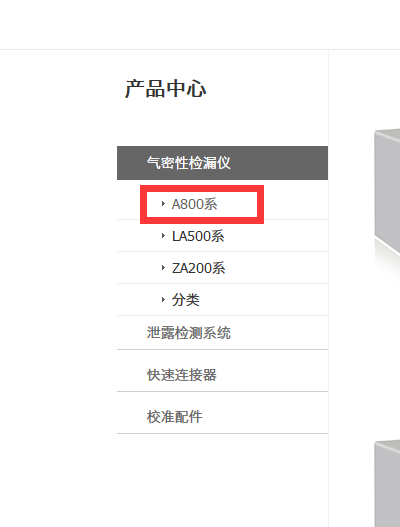 产品中心
气密性检漏仪
A800系
LA500系
ZA200系
分类
泄露检测系统
快速连接器
校准配件